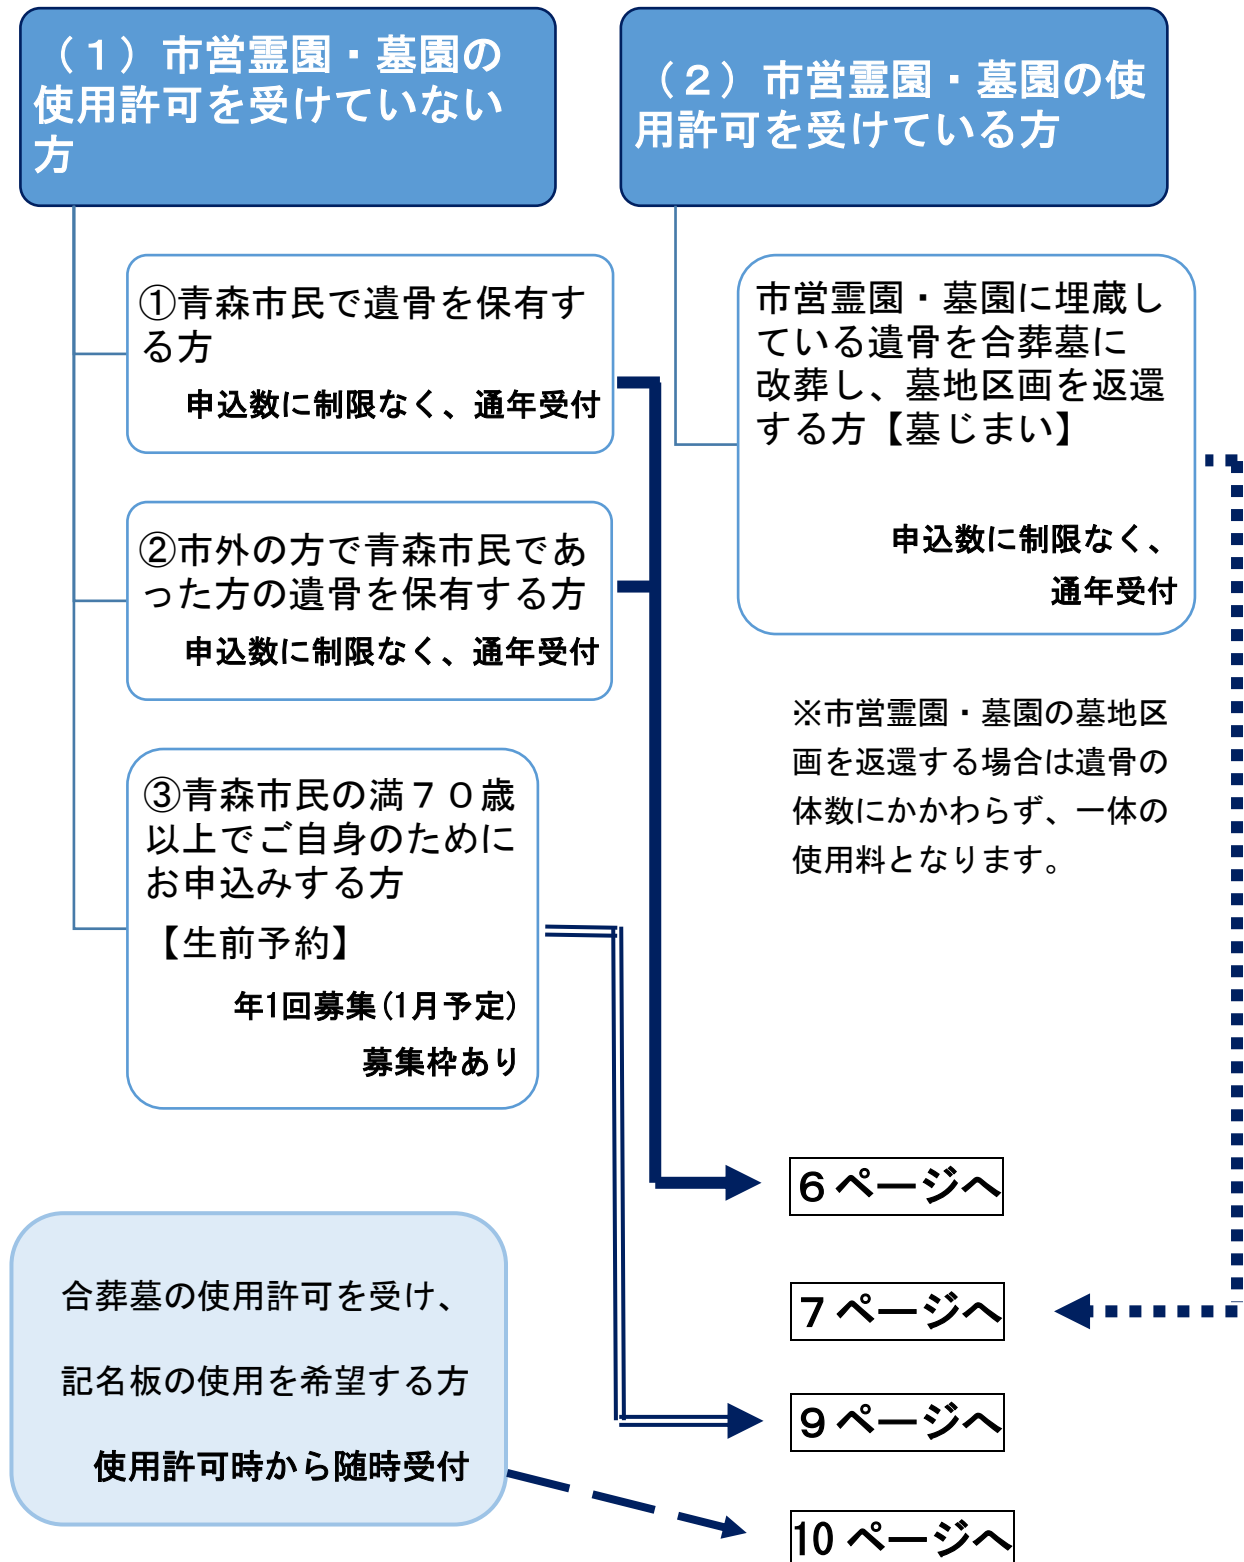 （１）市営霊園・墓園の
使用許可を受けていない
方
①青森市民で遺骨を保有す
る方
申込数に制限なく、通年受付
②市外の方で青森市民であ
った方の遺骨を保有する方
申込数に制限なく、通年受付
③青森市民の満７０歳
以上でご自身のために
お申込みする方
【生前予約】
年1回募集(1月予定)
募集枠あり
（２）市営霊園・墓園の使
用許可を受けている方
市営霊園・墓園に埋蔵し
ている遺骨を合葬墓に
改葬し、墓地区画を返還
する方【墓じまい】
申込数に制限なく、
通年受付
※市営霊園・墓園の墓地区
画を返還する場合は遺骨の
体数にかかわらず、一体の
使用料となります。
合葬墓の使用許可を受け、
記名板の使用を希望する方
使用許可時から随時受付
６ページへ
７ページへ
９ページへ
10 ページへ